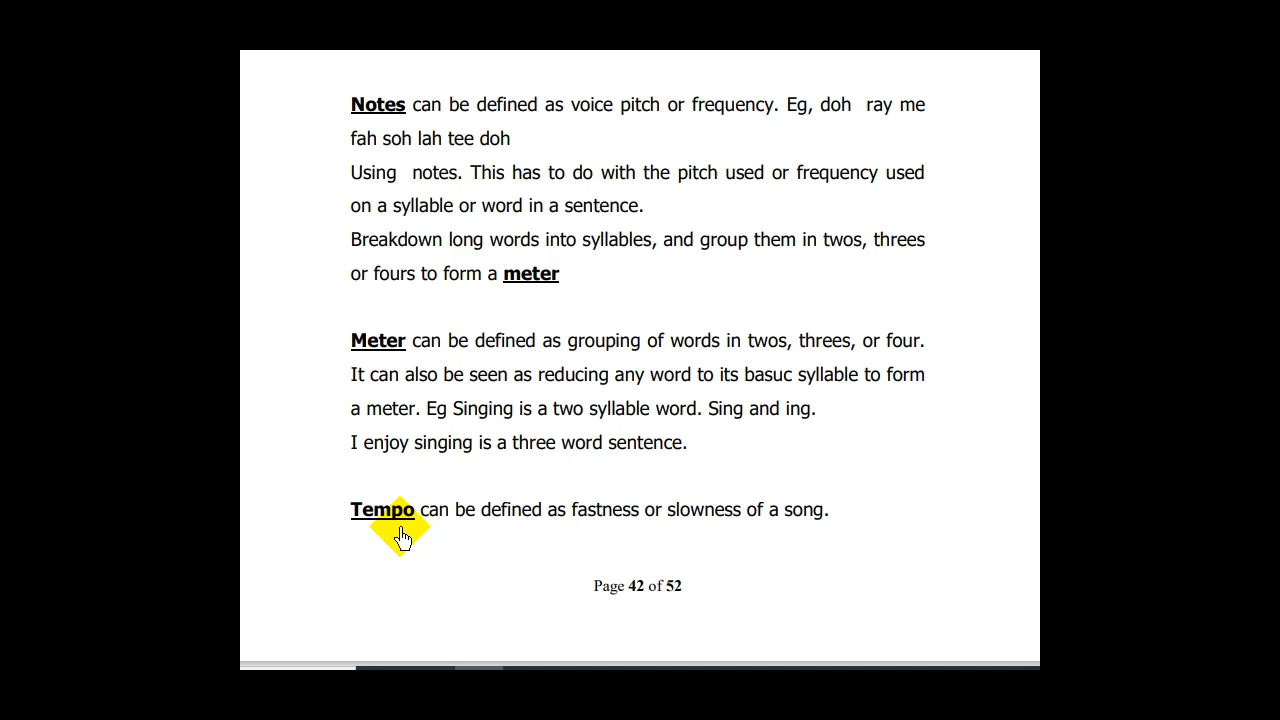 Notes can be defined as voice pitch or frequency. Eg, doh  ray me
fah soh lah tee doh
Using  notes. This has to do with the pitch used or frequency used
on a syllable or word in a sentence.
Breakdown long words into syllables, and group them in twos, threes
or fours to form a meter
Meter can be defined as grouping of words in twos, threes, or four.
It can also be seen as reducing any word to its basuc syllable to form
a meter. Eg Singing is a two syllable word. Sing and ing.
I enjoy singing is a three word sentence.
Tempo can be defined as fastness or slowness of a song.
Page 42 of 52